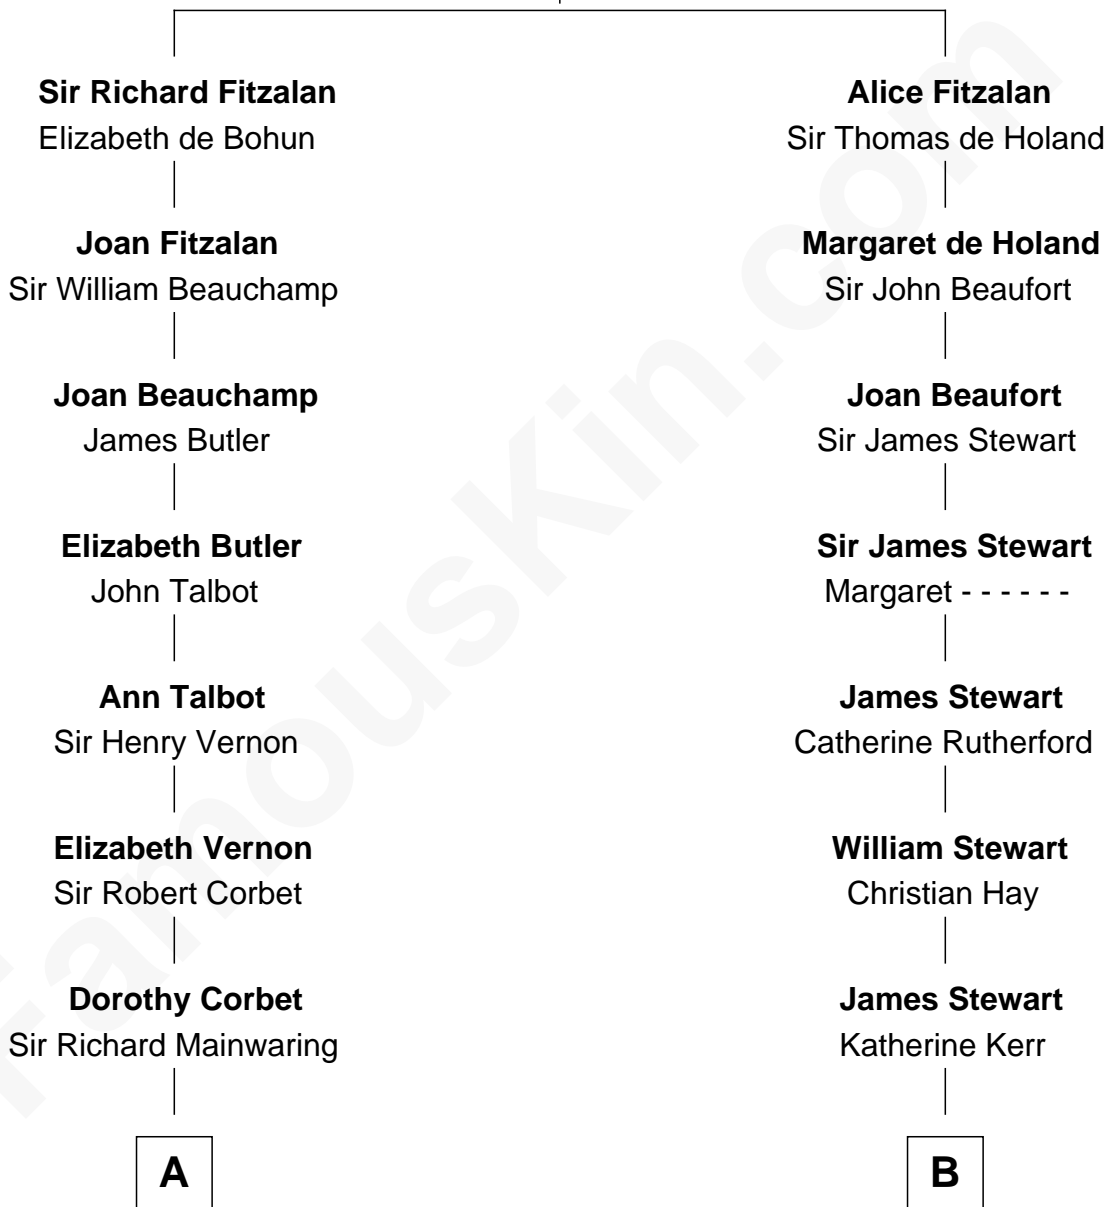 Sir Richard Fitzalan
Elizabeth de Bohun
Joan Fitzalan
Sir William Beauchamp
Joan Beauchamp
James Butler
Elizabeth Butler
John Talbot
Ann Talbot
Sir Henry Vernon
Elizabeth Vernon
Sir Robert Corbet
Dorothy Corbet
Sir Richard Mainwaring
A
Alice Fitzalan
Sir Thomas de Holand
Margaret de Holand
Sir John Beaufort
Joan Beaufort
Sir James Stewart
Sir James Stewart
Margaret - - - - - -
James Stewart
Catherine Rutherford
William Stewart
Christian Hay
James Stewart
Katherine Kerr
B
FamousKin.com